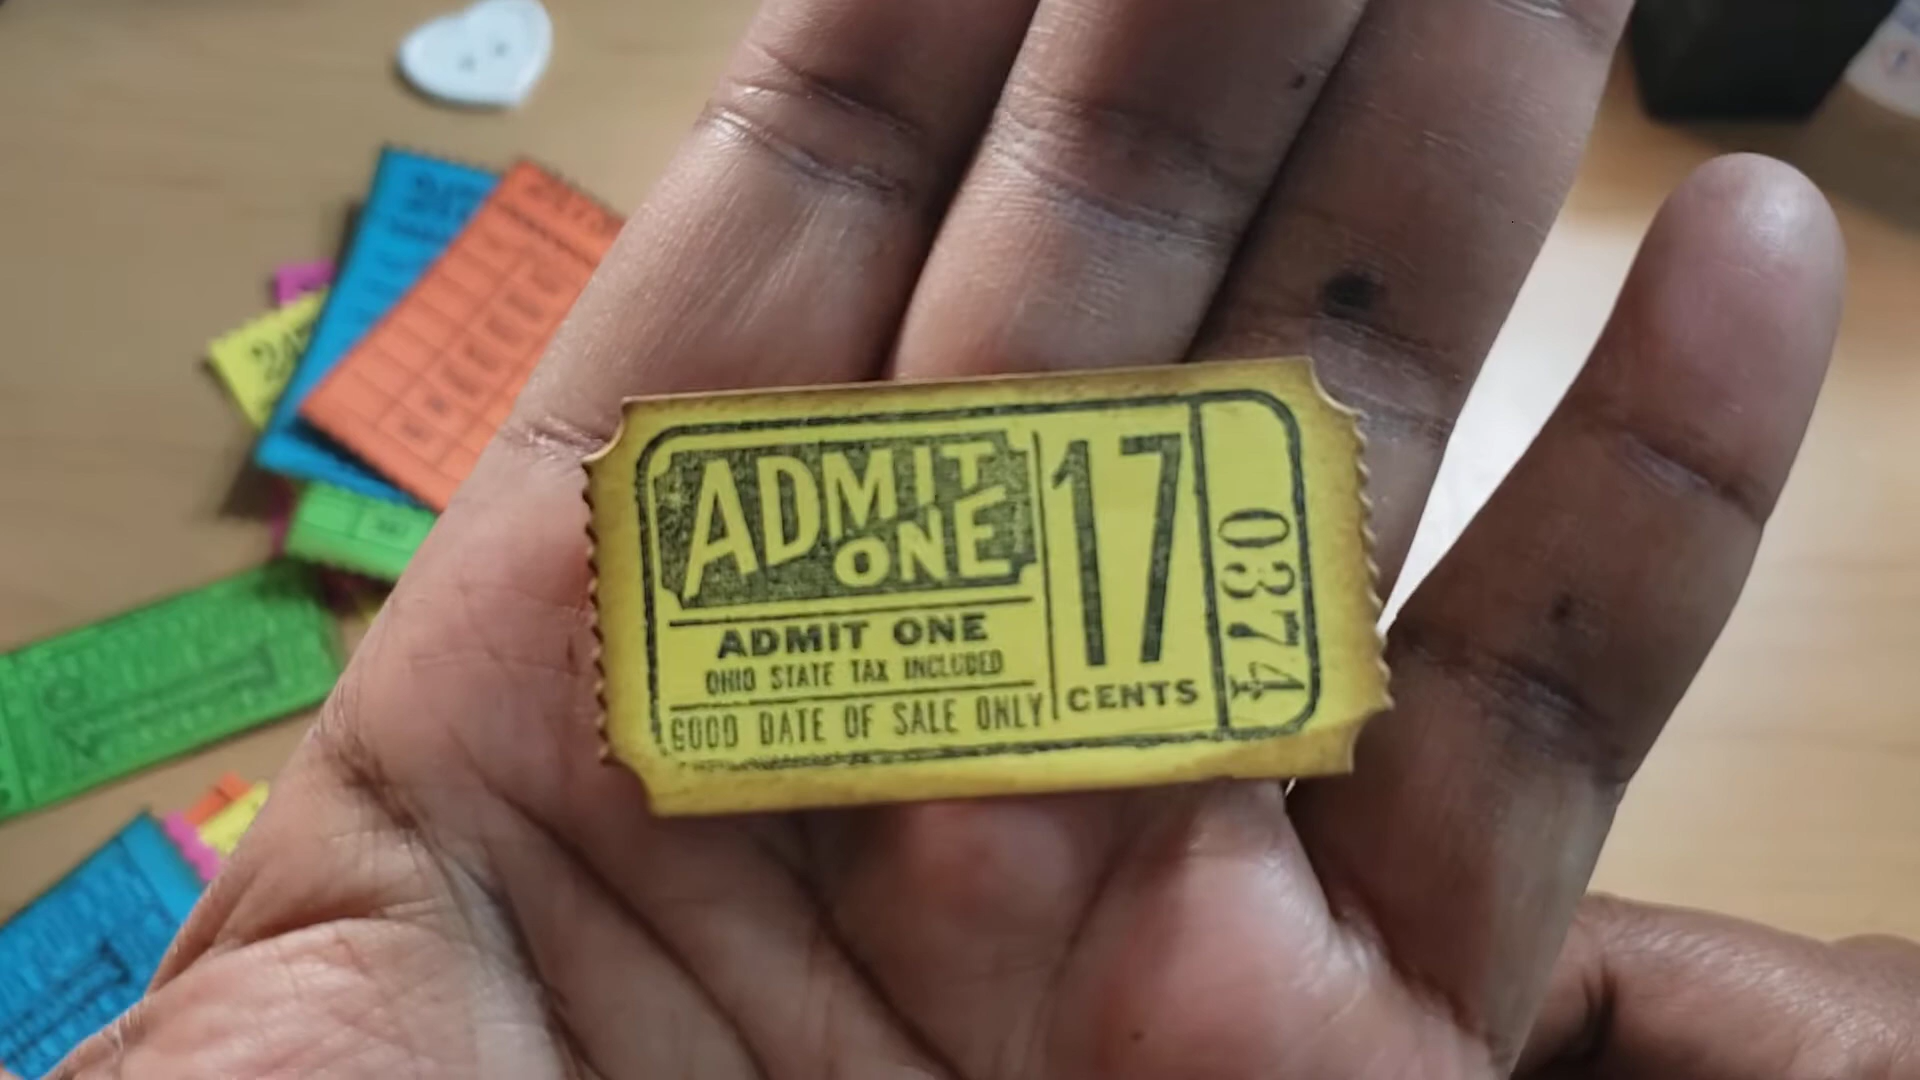 ADMIT
ONE
ADMIT ONE
OHIO STATE TAX INCLUDED
GOOD DATE OF SALE ONLY
17
CENTS
0374